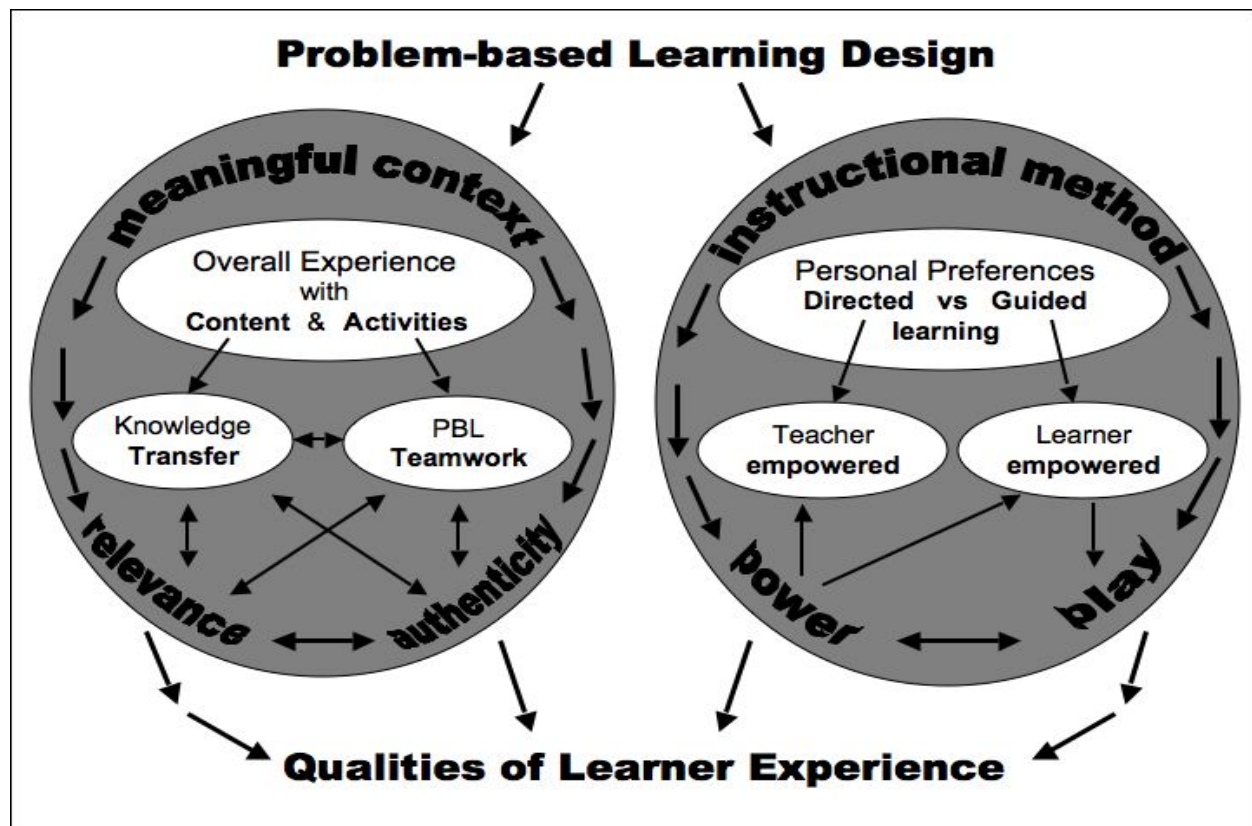 Problem-based Learning Design
meaningful context
Overall Experience
with
Content & Activities
Knowledge
Transfer
PBL
Teamwork
relevance
authenticity
instructional method
Personal Preferences
Directed vs Guided
learning
Teacher
empowered
Learner
empowered
power
blay
Qualities of Learner Experience